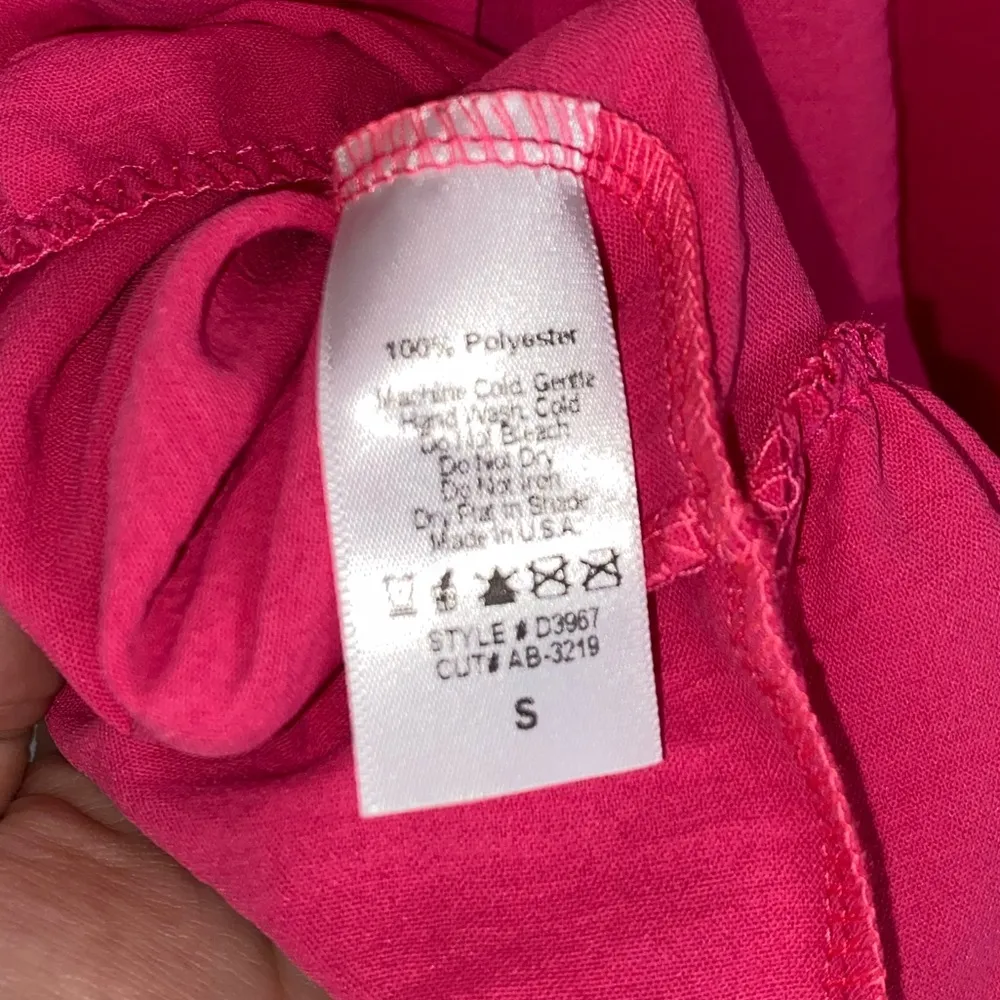 100% Polyester
Machine Cold Gentle
Hand Wash Cold
Do Not Bleach
Do Not Dry
Do Not Iron
Dry Flat in Shade
Made in U.S.A.
STYLE # D3967
CUT# AB-3219
S